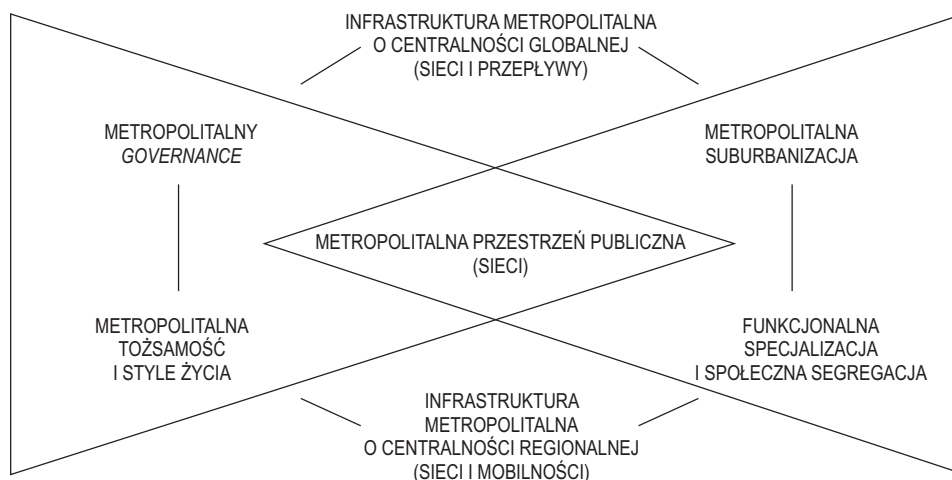 INFRASTRUKTURA METROPOLITALNA
O CENTRALNOŚCI GLOBALNEJ
(SIECI I PRZEPŁYWY)
METROPOLITALNY
GOVERNANCE
METROPOLITALNA
SUBURBANIZACJA
METROPOLITALNA PRZESTRZEŃ PUBLICZNA
(SIECI)
METROPOLITALNA
TOŻSAMOŚĆ
I STYLE ŻYCIA
FUNKCJONALNA
SPECJALIZACJA
I SPOŁECZNA SEGREGACJA
INFRASTRUKTURA
METROPOLITALNA
O CENTRALNOŚCI REGIONALNEJ
(SIECI I MOBILNOŚCI)